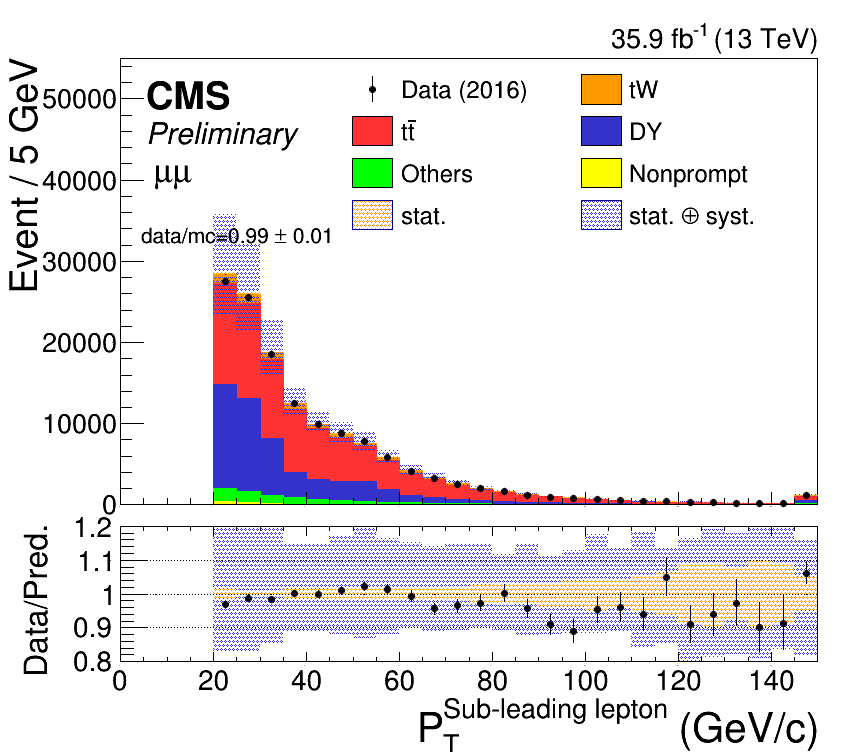 35.9 fb⁻¹ (13 TeV)
Event / 5 GeV
50000
40000
30000
20000
10000
0
CMS
Preliminary
μμ
data/mc=0.99 ± 0.01
Data (2016)
tW
tt̄
DY
Others
Nonprompt
stat.
stat. ⊕ syst.
Data/Pred.
1.2
1.1
1
0.9
0.8
0 20 40 60 80 100 120 140
P_T^Sub-leading lepton (GeV/c)